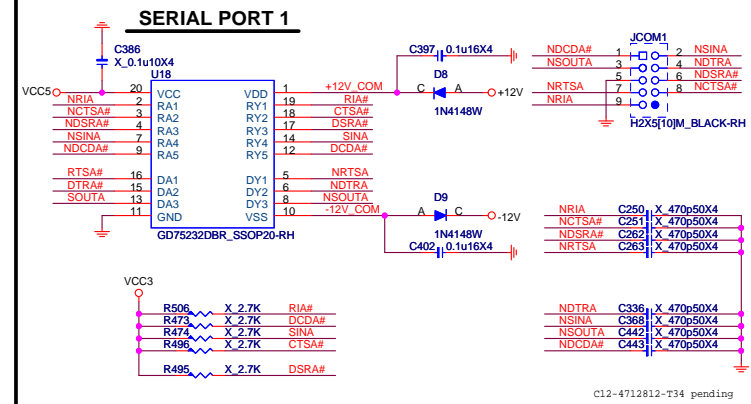 SERIAL PORT 1
C386
X_0.1u10X4
U18
VCC5
20 VCC VDD 1 +12V_COM
NRIA 2 RA1 RY1 19 RIA#
NCTSA# 3 RA2 RY2 18 CTSA#
NDSRA# 4 RA3 RY3 17 DSRA#
NSINA 7 RA4 RY4 14 SINA
NDCDA# 9 RA5 RY5 12 DCDA#
RTSA# 16 DA1 DY1 5 NRTSA
DTRA# 15 DA2 DY2 6 NDTRA
SOUTA 13 DA3 DY3 8 NSOUTA
11 GND VSS 10 -12V_COM
GD75232DBR_SSOP20-RH
C397 0.1u16X4
D8
C A +12V
1N4148W
D9
A C -12V
1N4148W
C402 0.1u16X4
JCOM1
NDCDA# 1 2 NSINA
NSOUTA 3 4 NDTRA
5 6 NDSRA#
NRTSA 7 8 NCTSA#
NRIA 9
H2X5[10]M_BLACK-RH
NRIA C250 X_470p50X4
NCTSA# C251 X_470p50X4
NDSRA# C262 X_470p50X4
NRTSA C263 X_470p50X4
NDTRA C336 X_470p50X4
NSINA C368 X_470p50X4
NSOUTA C442 X_470p50X4
NDCDA# C443 X_470p50X4
VCC3
R506 X_2.7K RIA#
R473 X_2.7K DCDA#
R474 X_2.7K SINA
R496 X_2.7K CTSA#
R495 X_2.7K DSRA#
C12-4712812-T34 pending